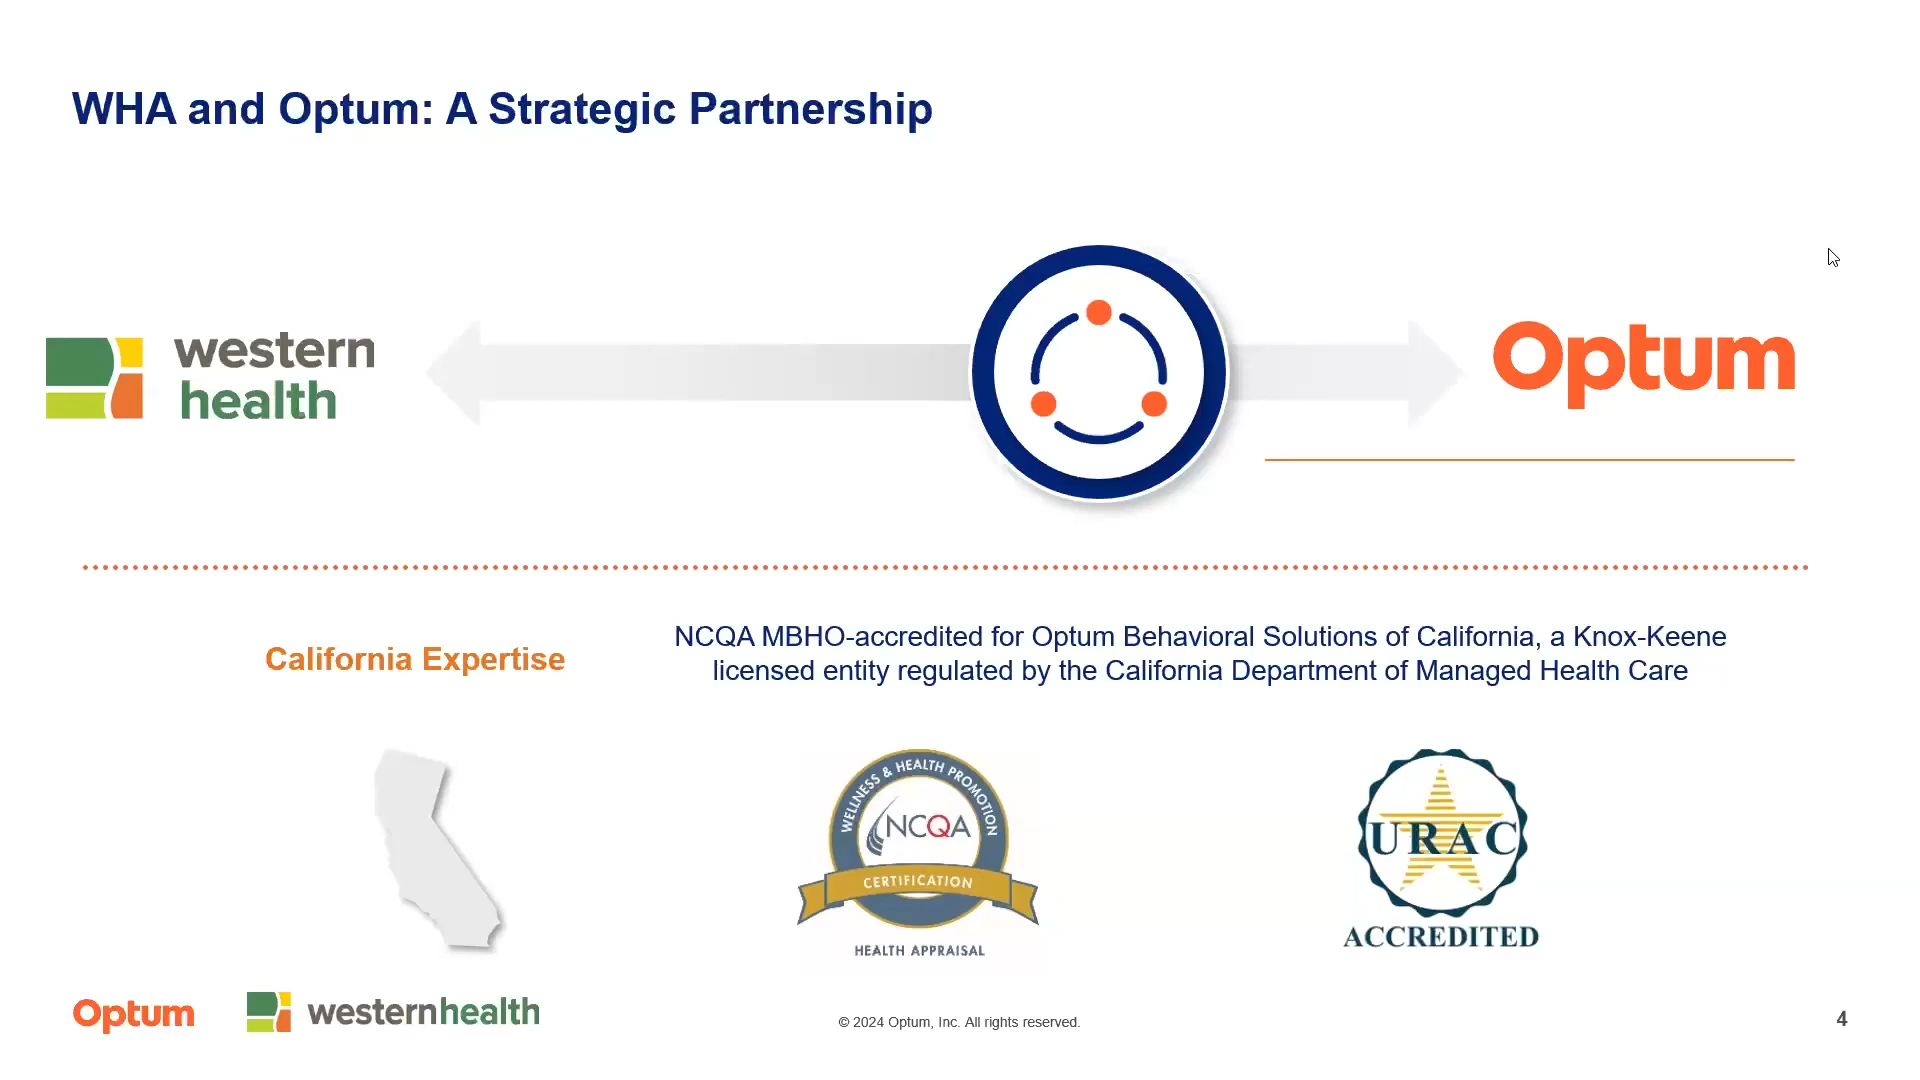 WHA and Optum: A Strategic Partnership
western
health
Optum
California Expertise
NCQA MBHO-accredited for Optum Behavioral Solutions of California, a Knox-Keene
licensed entity regulated by the California Department of Managed Health Care
WELLNESS & HEALTH PROMOTION
NCQA
CERTIFICATION
HEALTH APPRAISAL
URAC
ACCREDITED
Optum
westernhealth
© 2024 Optum, Inc. All rights reserved.
4